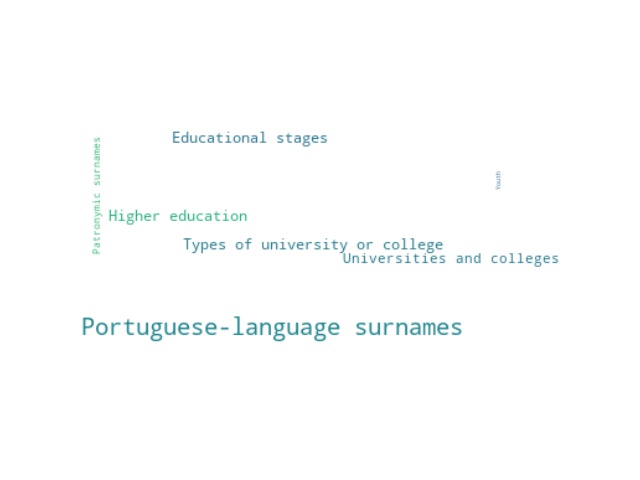 Educational stages
Patronymic surnames
Youth
Higher education
Types of university or college
Universities and colleges
Portuguese-language surnames